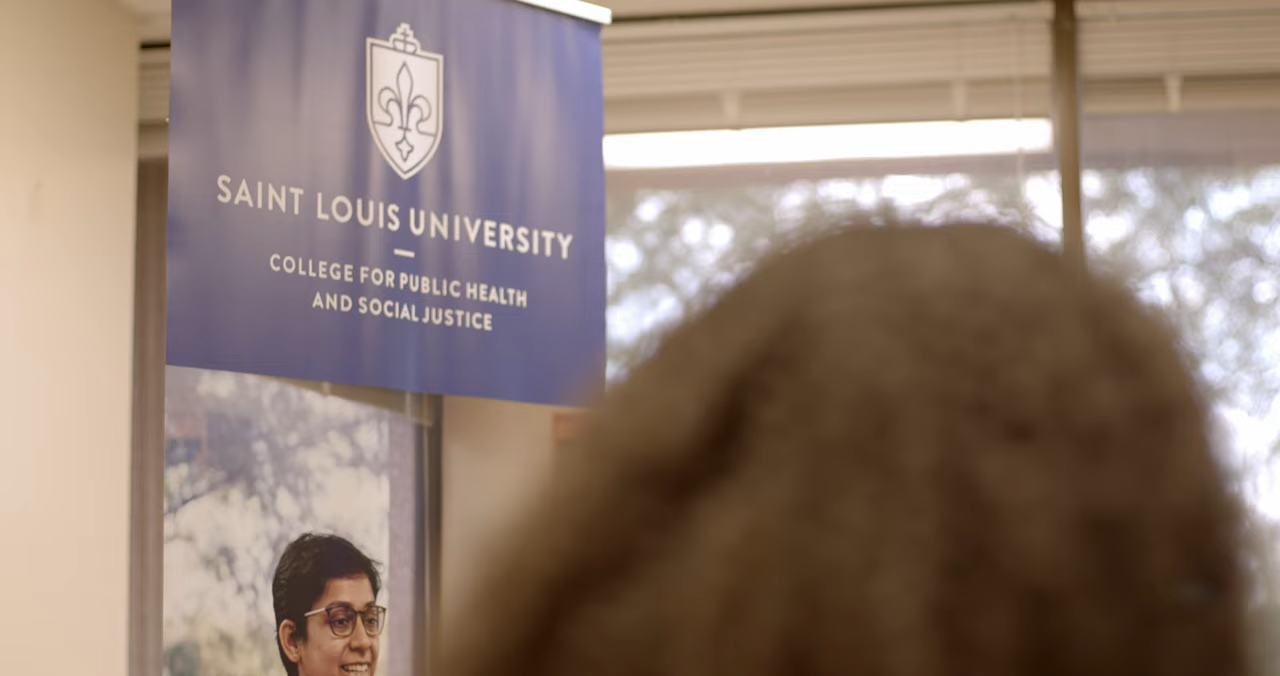 SAINT LOUIS UNIVERSITY
COLLEGE FOR PUBLIC HEALTH
AND SOCIAL JUSTICE